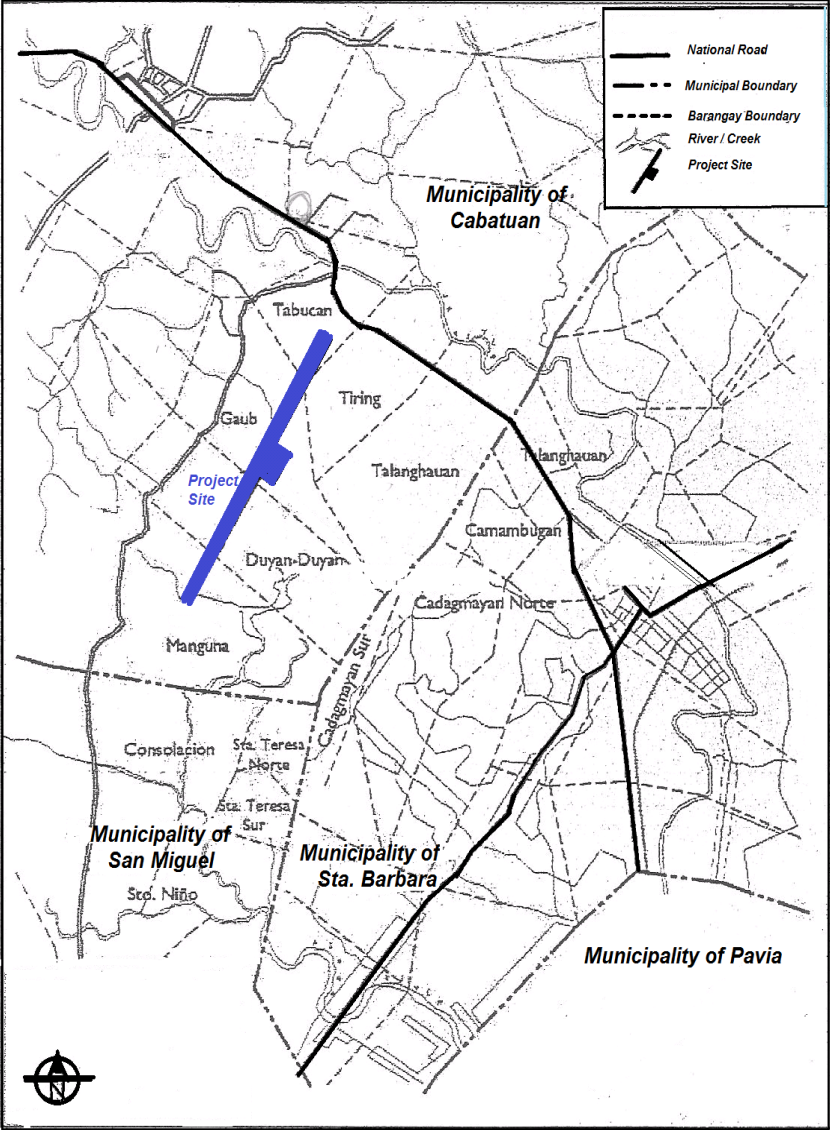 National Road
Municipal Boundary
Barangay Boundary
River / Creek
Project Site
Municipality of
Cabatuan
Tabucan
Tiring
Gaub
Talanghauan
Talanghauan
Project
Site
Camambugan
Duyan-Duyan
Cadagmayan Norte
Manguna
Cadagmayan Sur
Consolacion
Sta. Teresa
Norte
Sta. Teresa
Sur
Municipality of
San Miguel
Municipality of
Sta. Barbara
Sto. Niño
Municipality of Pavia
N